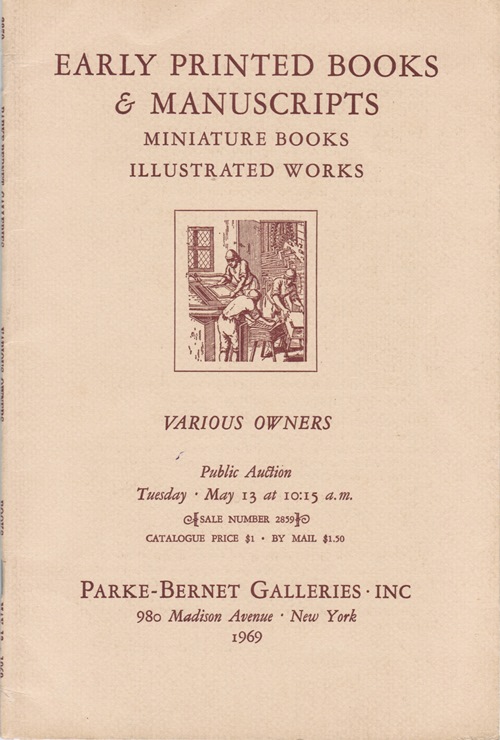 EARLY PRINTED BOOKS
& MANUSCRIPTS
MINIATURE BOOKS
ILLUSTRATED WORKS
VARIOUS OWNERS
Public Auction
Tuesday · May 13 at 10:15 a.m.
SALE NUMBER 2859
CATALOGUE PRICE $1 · BY MAIL $1.50
PARKE-BERNET GALLERIES · INC
980 Madison Avenue · New York
1969